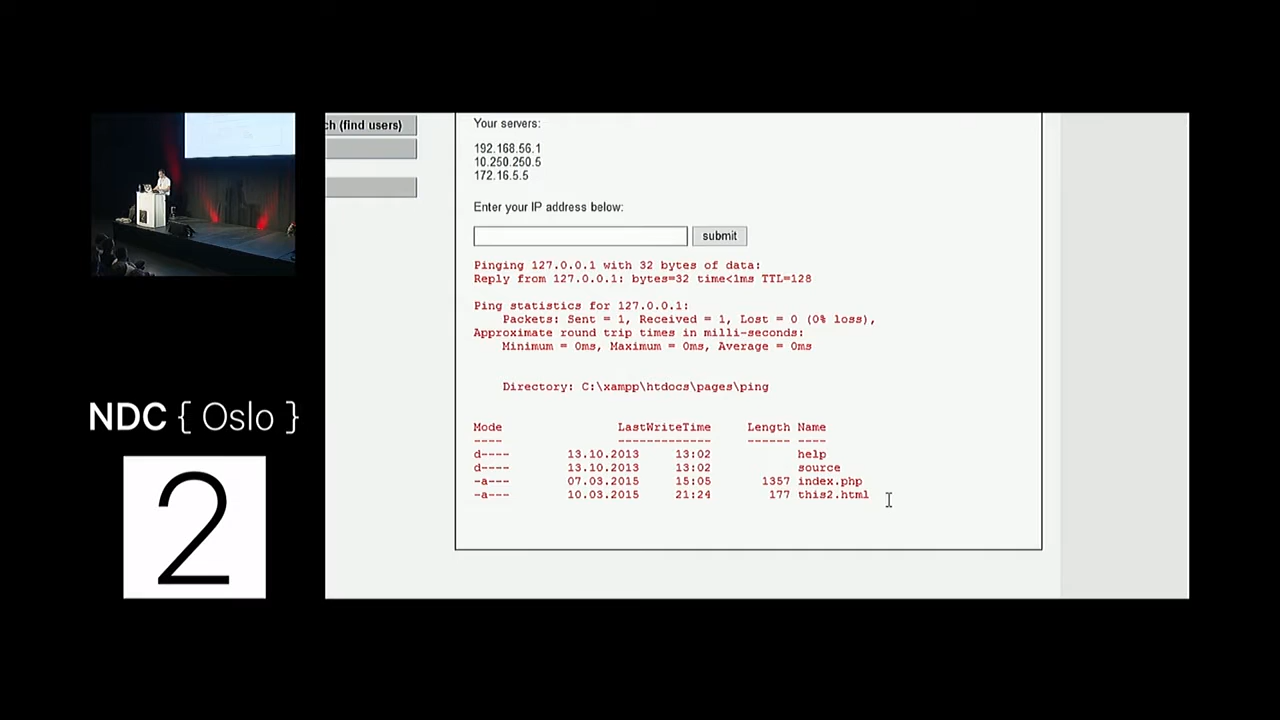 ch (find users)
Your servers:
192.168.56.1
10.250.250.5
172.16.5.5
Enter your IP address below:
submit
Pinging 127.0.0.1 with 32 bytes of data:
Reply from 127.0.0.1: bytes=32 time<1ms TTL=128
Ping statistics for 127.0.0.1:
Packets: Sent = 1, Received = 1, Lost = 0 (0% loss),
Approximate round trip times in milli-seconds:
Minimum = 0ms, Maximum = 0ms, Average = 0ms
Directory: C:\xampp\htdocs\pages\ping
Mode LastWriteTime Length Name
---- ------------- ------ ----
d---- 13.10.2013 13:02 help
d---- 13.10.2013 13:02 source
-a--- 07.03.2015 15:05 1357 index.php
-a--- 10.03.2015 21:24 177 this2.html
NDC { Oslo }
2